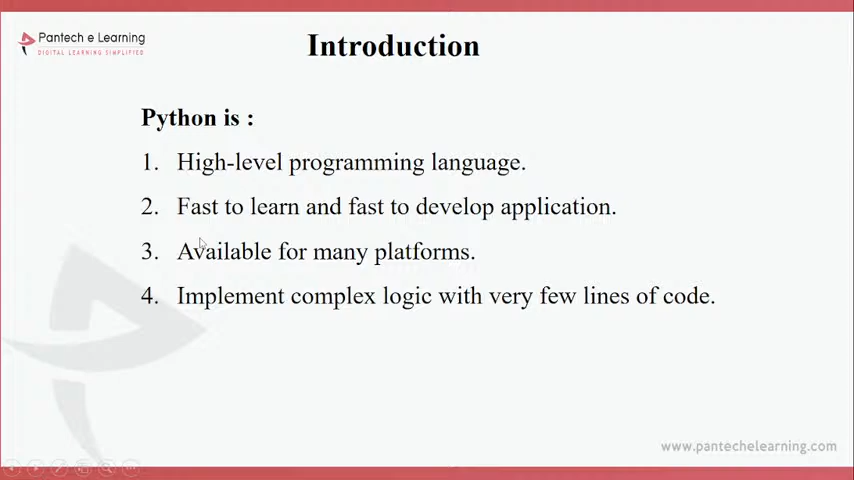 Pantech e Learning
DIGITAL LEARNING SIMPLIFIED
Introduction
Python is :
1. High-level programming language.
2. Fast to learn and fast to develop application.
3. Available for many platforms.
4. Implement complex logic with very few lines of code.
www.pantechelearning.com